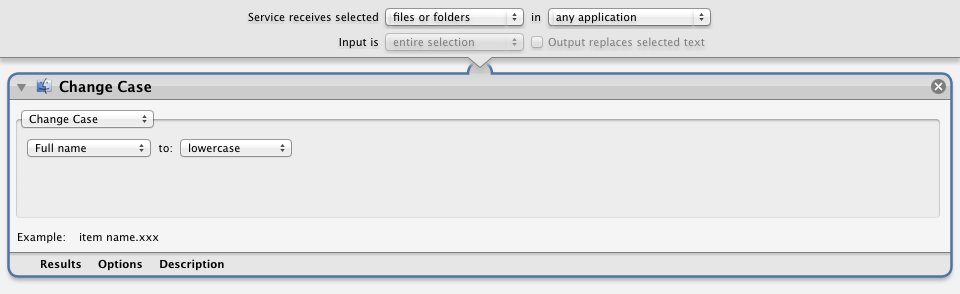 Service receives selected files or folders in any application
Input is entire selection Output replaces selected text
Change Case
Change Case
Full name to: lowercase
Example: item name.xxx
Results Options Description